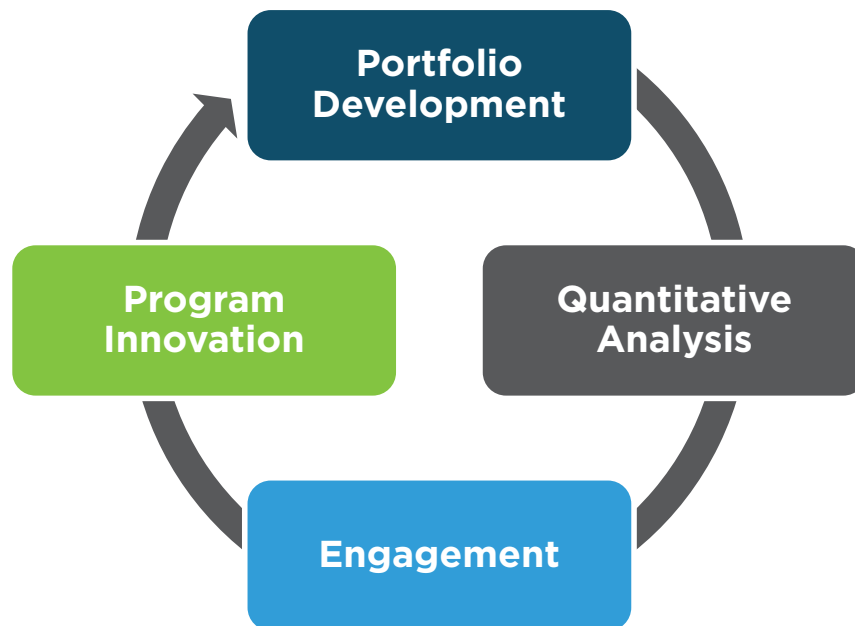 Portfolio
Development
Program
Innovation
Quantitative
Analysis
Engagement